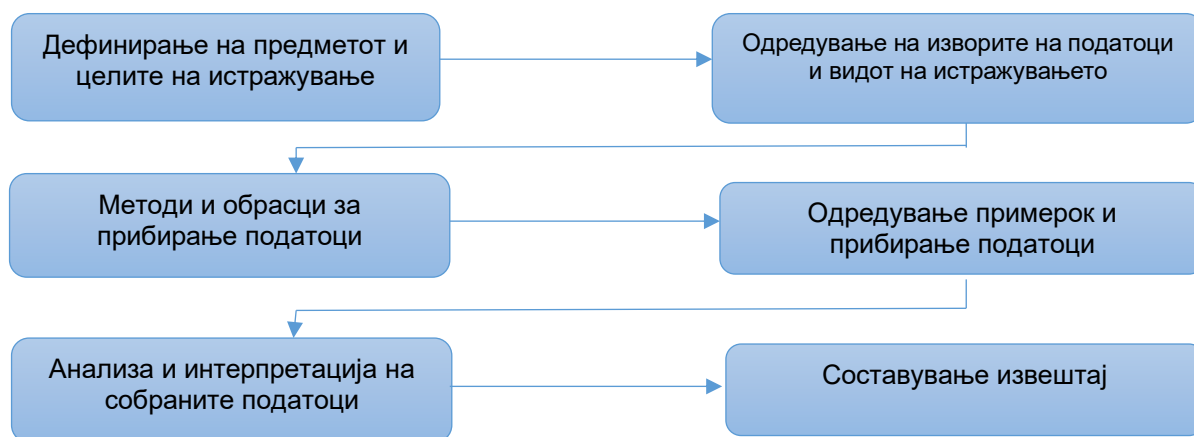 Дефинирање на предметот и
целите на истражување
Одредување на изворите на податоци
и видот на истражувањето
Методи и обрасци за
прибирање податоци
Одредување примерок и
прибирање податоци
Анализа и интерпретација на
собраните податоци
Составување извештај